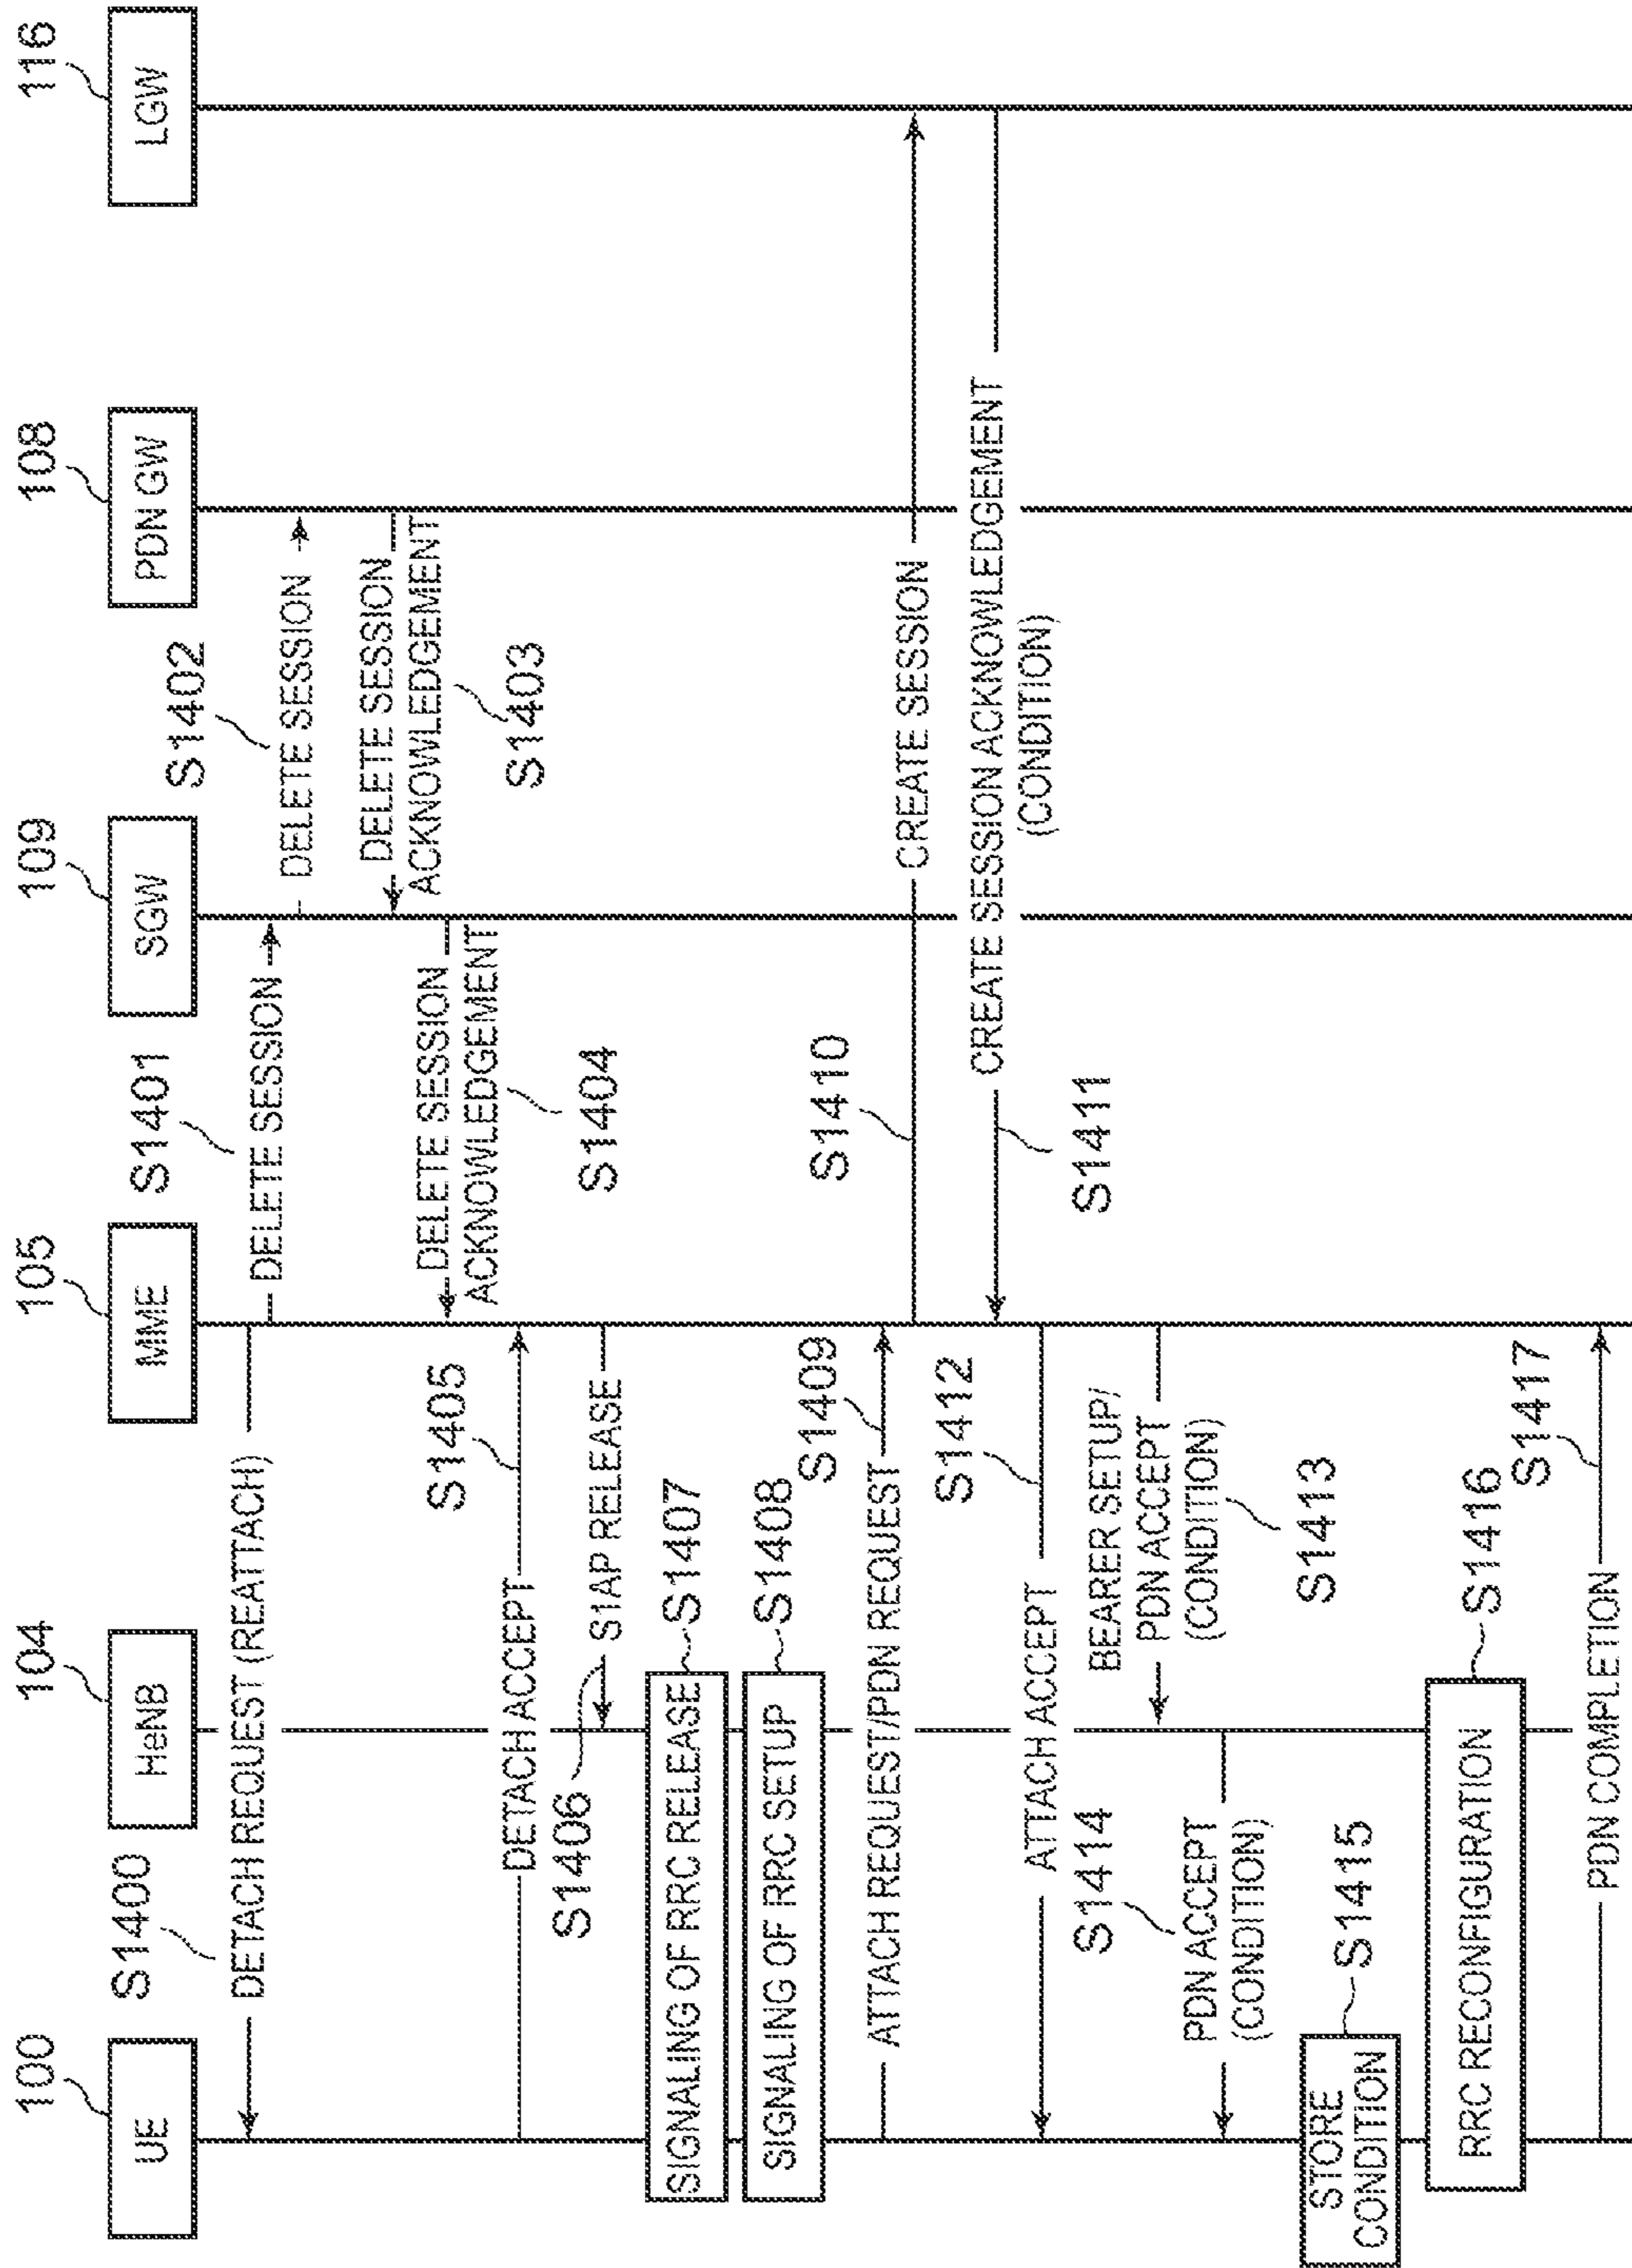 100
104
105
109
108
116
UE
HeNB
MME
SGW
PDN GW
LGW
S1400
DETACH REQUEST (REATTACH)
S1401
DELETE SESSION
S1402
DELETE SESSION
DELETE SESSION
ACKNOWLEDGEMENT
S1403
DELETE SESSION
ACKNOWLEDGEMENT
S1404
S1405
DETACH ACCEPT
S1406
S1AP RELEASE
SIGNALING OF RRC RELEASE
S1407
SIGNALING OF RRC SETUP
S1408
ATTACH REQUEST/PDN REQUEST
S1409
S1410
CREATE SESSION
CREATE SESSION ACKNOWLEDGEMENT
(CONDITION)
S1411
S1412
ATTACH ACCEPT
BEARER SETUP/
PDN ACCEPT
(CONDITION)
S1413
S1414
PDN ACCEPT
(CONDITION)
STORE
CONDITION
S1415
RRC RECONFIGURATION
S1416
PDN COMPLETION
S1417